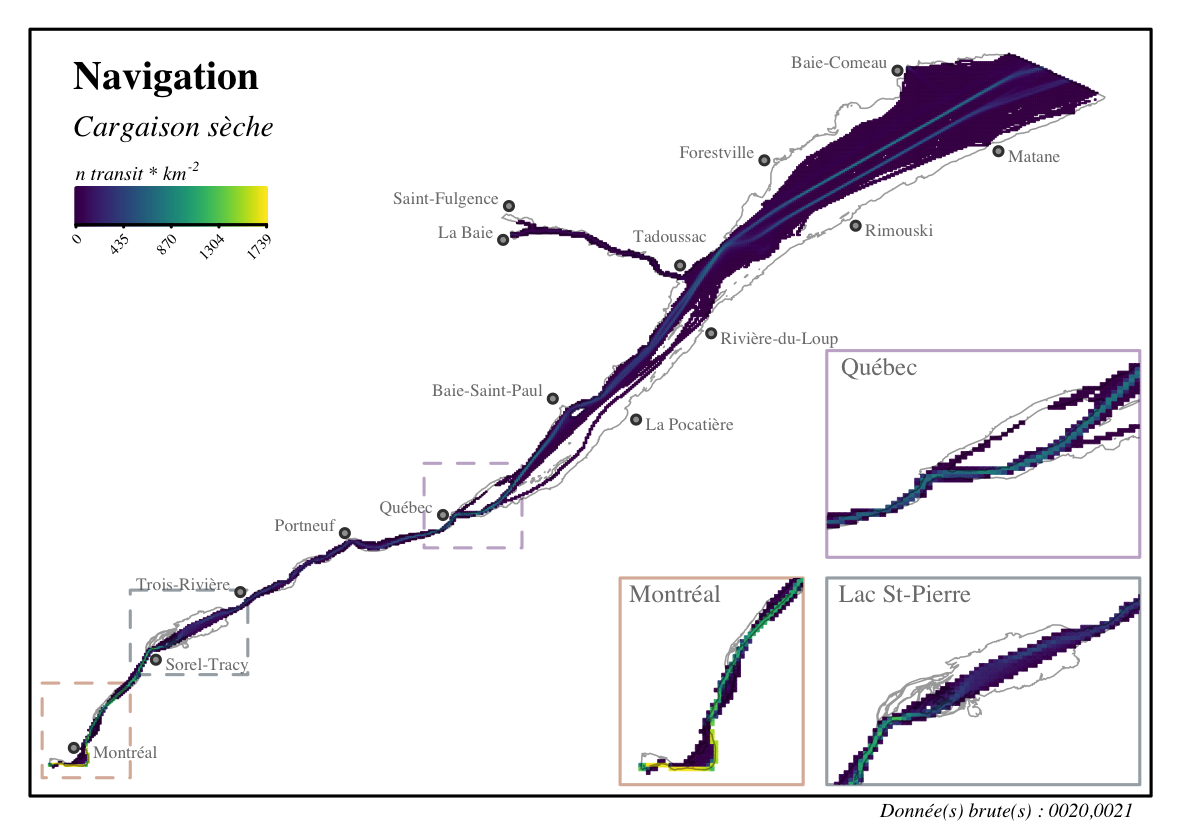 Navigation
Cargaison sèche
n transit * km-2
0 435 870 1304 1739
Baie-Comeau
Forestville
Matane
Saint-Fulgence
La Baie
Tadoussac
Rimouski
Rivière-du-Loup
Baie-Saint-Paul
La Pocatière
Québec
Portneuf
Trois-Rivière
Sorel-Tracy
Montréal
Québec
Montréal
Lac St-Pierre
Donnée(s) brute(s) : 0020,0021